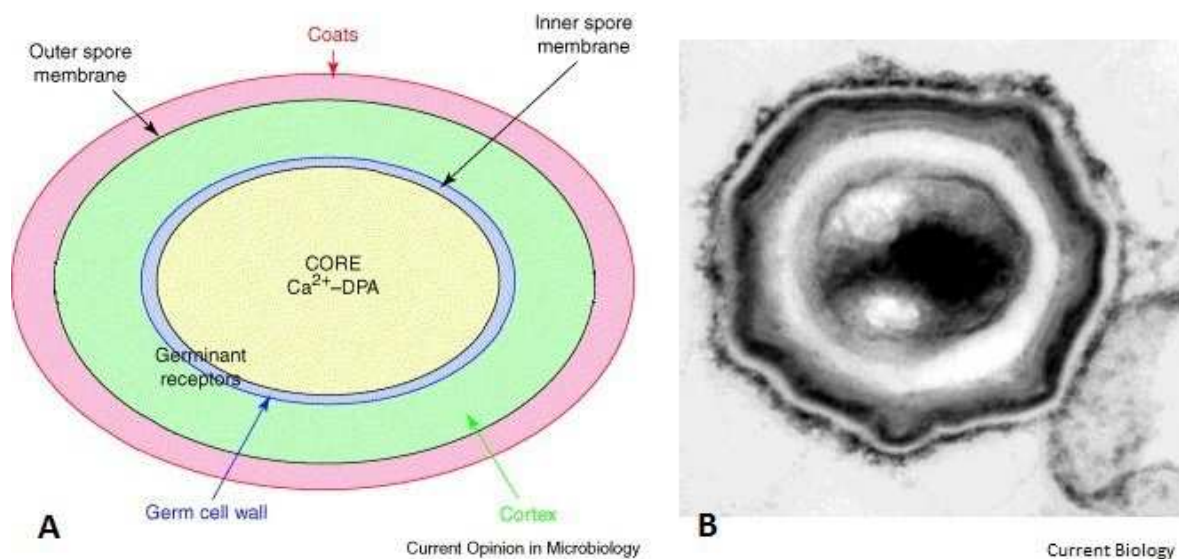 Coats
Outer spore
membrane
Inner spore
membrane
CORE
Ca²⁺–DPA
Germinant
receptors
Germ cell wall
Cortex
A
Current Opinion in Microbiology
B
Current Biology